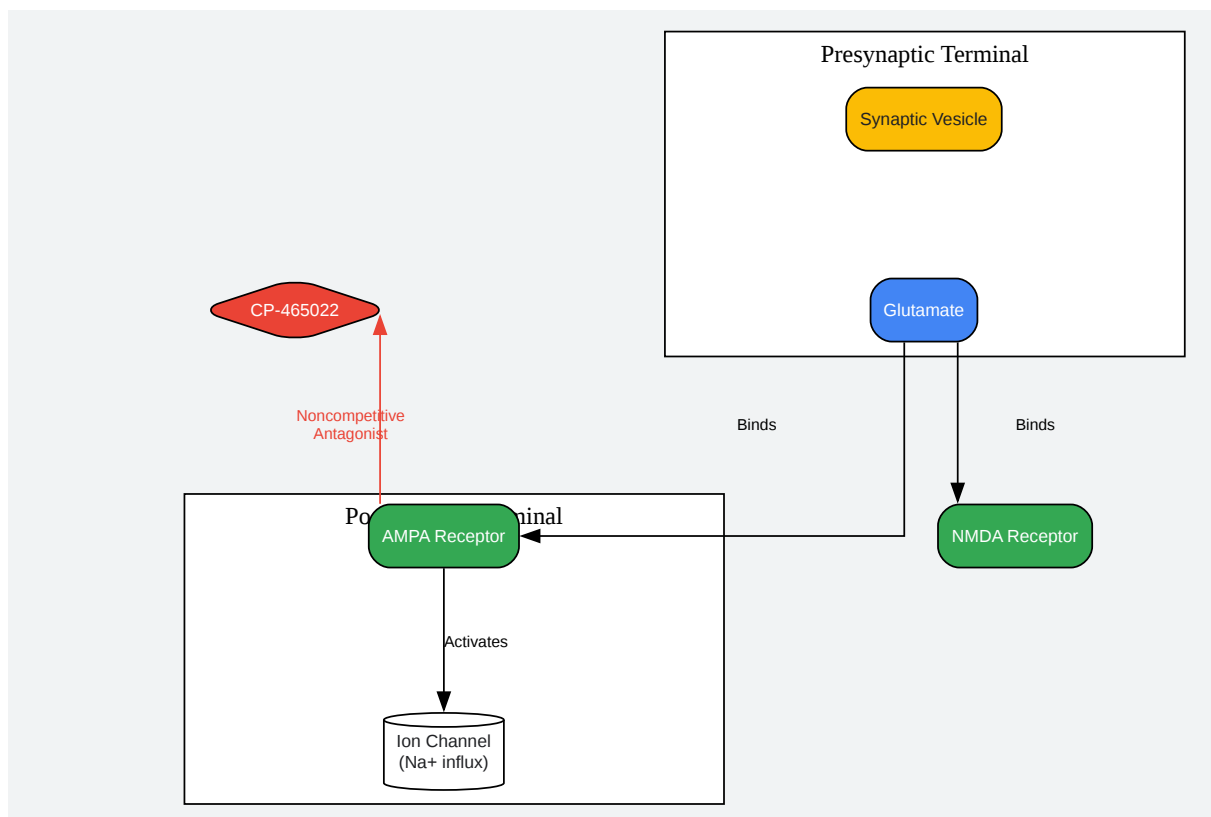 Presynaptic Terminal
Synaptic Vesicle
CP-465022
Glutamate
Noncompetitive
Antagonist
Binds
Binds
AMPA Receptor
NMDA Receptor
Activates
Ion Channel
(Na+ influx)